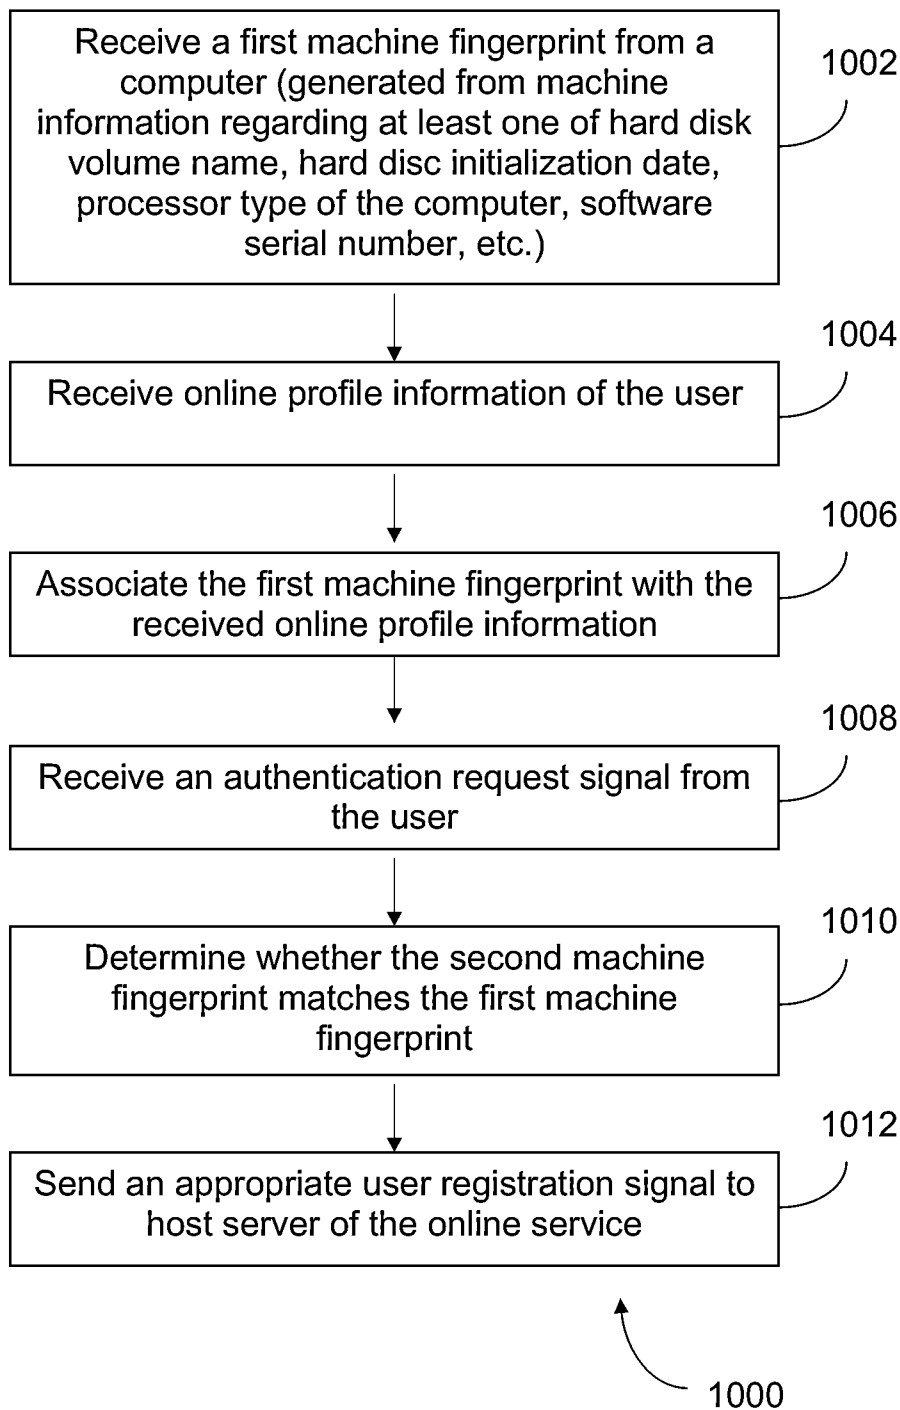 Receive a first machine fingerprint from a
computer (generated from machine
information regarding at least one of hard disk
volume name, hard disc initialization date,
processor type of the computer, software
serial number, etc.)
1002
1004
Receive online profile information of the user
1006
Associate the first machine fingerprint with the
received online profile information
1008
Receive an authentication request signal from
the user
1010
Determine whether the second machine
fingerprint matches the first machine
fingerprint
1012
Send an appropriate user registration signal to
host server of the online service
1000